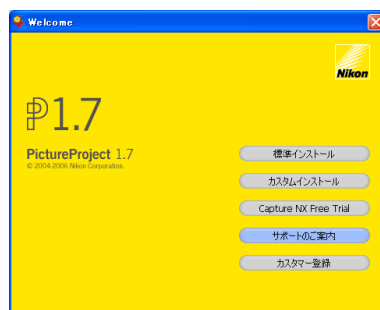 Welcome
Nikon
P1.7
PictureProject 1.7
© 2004-2006 Nikon Corporation.
標準インストール
カスタムインストール
Capture NX Free Trial
サポートのご案内
カスタマー登録